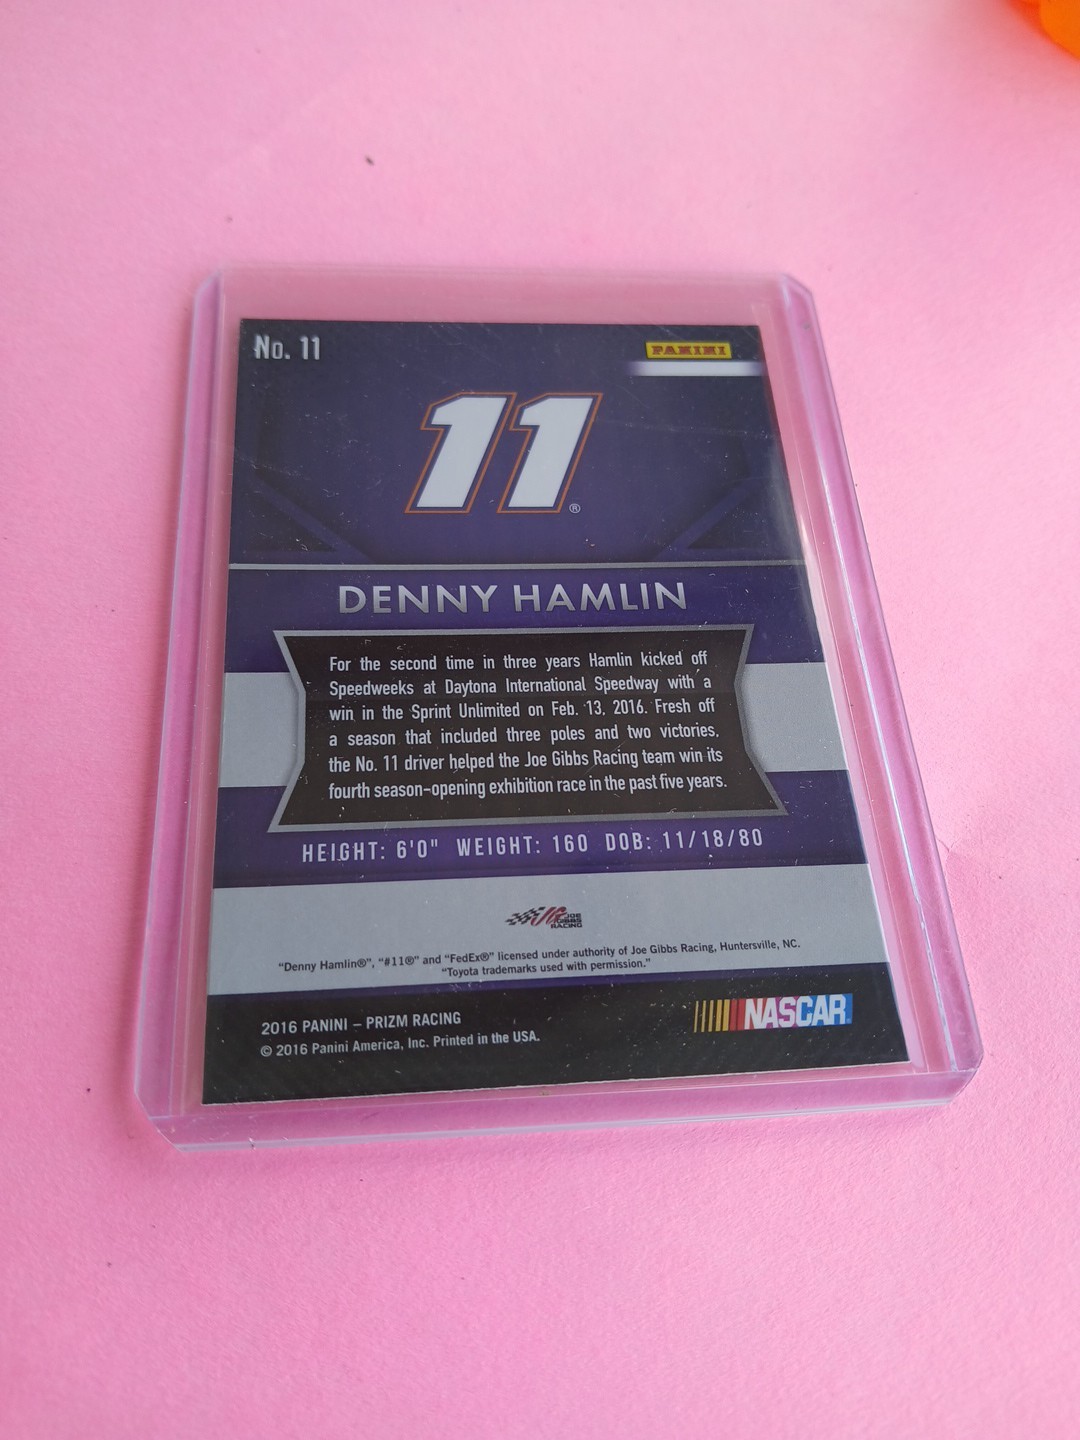 No. 11
PANINI
11®
DENNY HAMLIN
For the second time in three years Hamlin kicked off
Speedweeks at Daytona International Speedway with a
win in the Sprint Unlimited on Feb. 13, 2016. Fresh off
a season that included three poles and two victories,
the No. 11 driver helped the Joe Gibbs Racing team win its
fourth season-opening exhibition race in the past five years.
HEIGHT: 6'0" WEIGHT: 160 DOB: 11/18/80
JG JOE
GIBBS
RACING
"Denny Hamlin®", "#11®" and "FedEx®" licensed under authority of Joe Gibbs Racing, Huntersville, NC.
"Toyota trademarks used with permission."
2016 PANINI – PRIZM RACING
© 2016 Panini America, Inc. Printed in the USA.
NASCAR